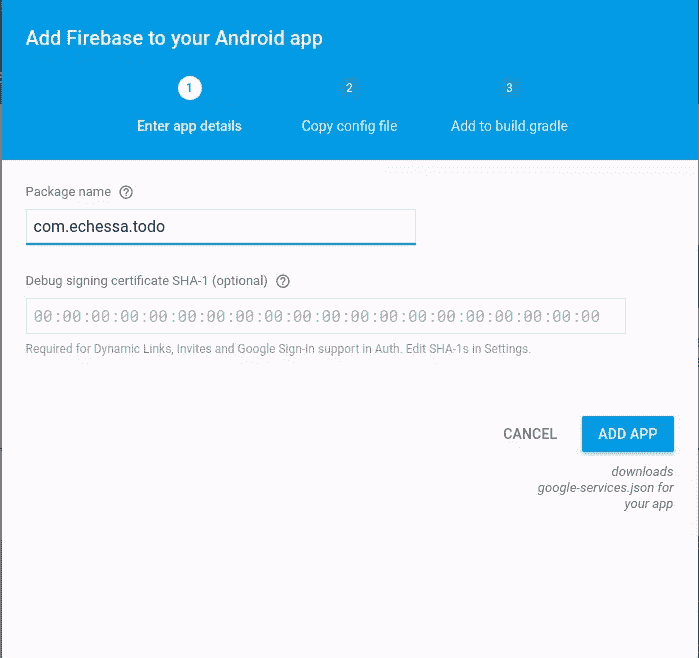 Add Firebase to your Android app
1 2 3
Enter app details Copy config file Add to build.gradle
Package name ?
com.echessa.todo
Debug signing certificate SHA-1 (optional) ?
00:00:00:00:00:00:00:00:00:00:00:00:00:00:00:00:00:00:00:00
Required for Dynamic Links, Invites and Google Sign-In support in Auth. Edit SHA-1s in Settings.
CANCEL ADD APP
downloads
google-services.json for
your app